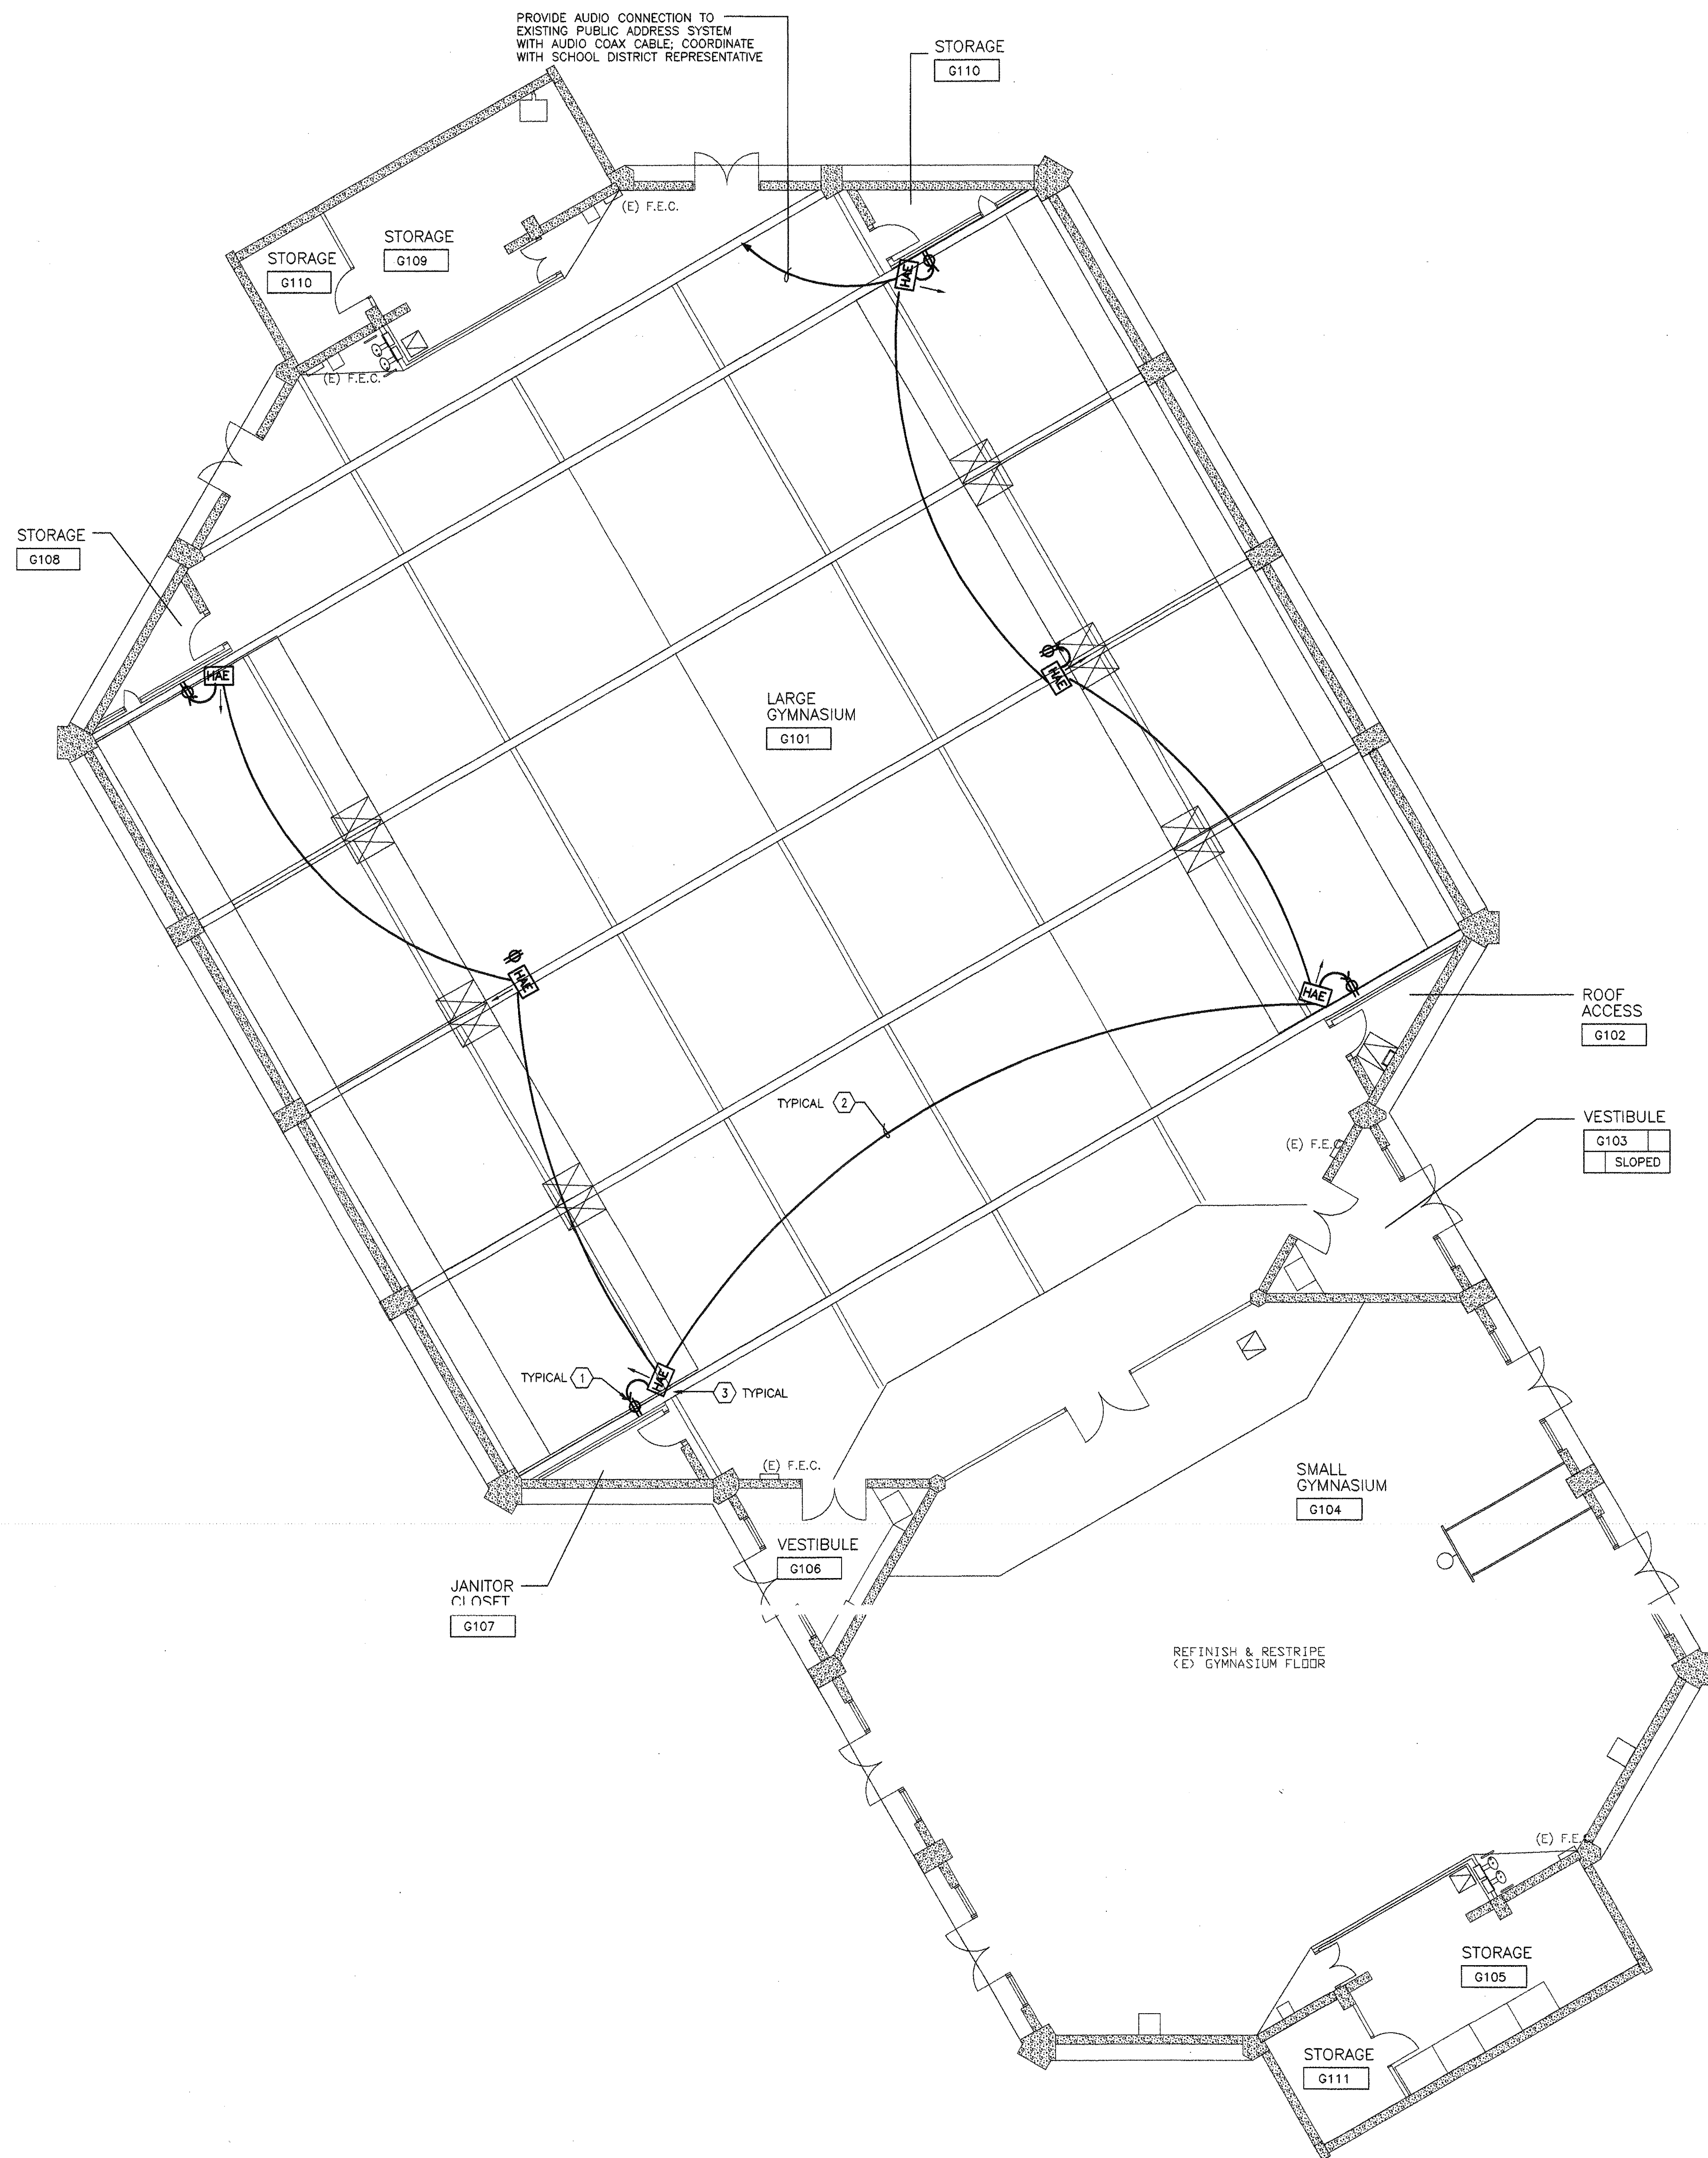 PROVIDE AUDIO CONNECTION TO
EXISTING PUBLIC ADDRESS SYSTEM
WITH AUDIO COAX CABLE; COORDINATE
WITH SCHOOL DISTRICT REPRESENTATIVE
STORAGE
G110
(E) F.E.C.
STORAGE
G109
STORAGE
G110
HAE
(E) F.E.C.
STORAGE
G108
HAE
HAE
LARGE
GYMNASIUM
G101
HAE
HAE
ROOF
ACCESS
G102
TYPICAL 2
VESTIBULE
G103
SLOPED
(E) F.E.C
TYPICAL 1
HAE
3 TYPICAL
(E) F.E.C.
SMALL
GYMNASIUM
G104
VESTIBULE
G106
JANITOR
CLOSET
G107
REFINISH & RESTRIPE
(E) GYMNASIUM FLOOR
(E) F.E.C
STORAGE
G105
STORAGE
G111